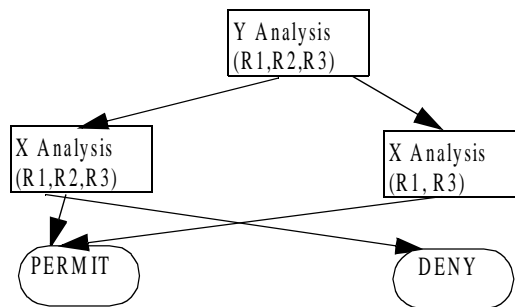 Y Analysis
(R1,R2,R3)
X Analysis
(R1,R2,R3)
X Analysis
(R1, R3)
PERMIT
DENY